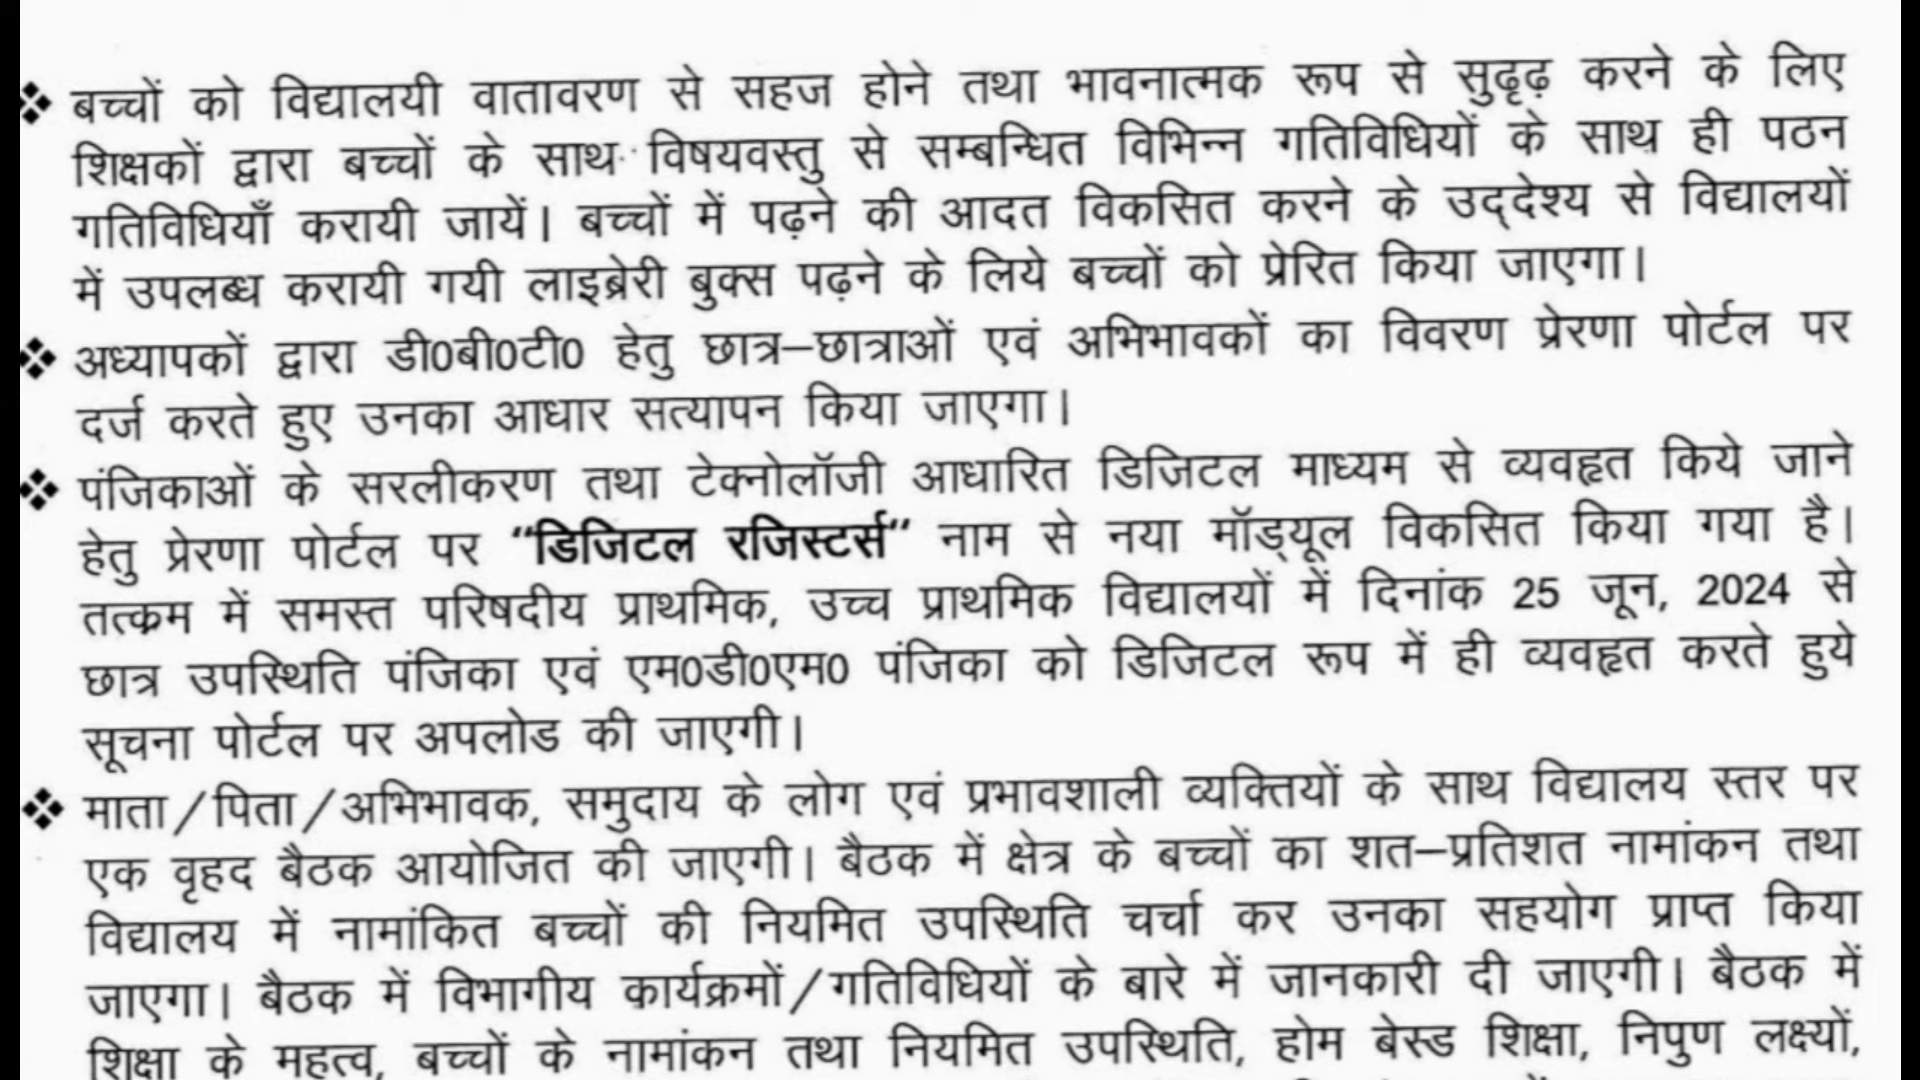 ❖ बच्चों को विद्यालयी वातावरण से सहज होने तथा भावनात्मक रूप से सुदृढ़ करने के लिए
शिक्षकों द्वारा बच्चों के साथ विषयवस्तु से सम्बन्धित विभिन्न गतिविधियों के साथ ही पठन
गतिविधियाँ करायी जायें। बच्चों में पढ़ने की आदत विकसित करने के उद्देश्य से विद्यालयों
में उपलब्ध करायी गयी लाइब्रेरी बुक्स पढ़ने के लिये बच्चों को प्रेरित किया जाएगा।
❖ अध्यापकों द्वारा डी0बी0टी0 हेतु छात्र–छात्राओं एवं अभिभावकों का विवरण प्रेरणा पोर्टल पर
दर्ज करते हुए उनका आधार सत्यापन किया जाएगा।
❖ पंजिकाओं के सरलीकरण तथा टेक्नोलॉजी आधारित डिजिटल माध्यम से व्यवहृत किये जाने
हेतु प्रेरणा पोर्टल पर “डिजिटल रजिस्टर्स” नाम से नया मॉड्यूल विकसित किया गया है।
तत्क्रम में समस्त परिषदीय प्राथमिक, उच्च प्राथमिक विद्यालयों में दिनांक 25 जून, 2024 से
छात्र उपस्थिति पंजिका एवं एम0डी0एम0 पंजिका को डिजिटल रूप में ही व्यवहृत करते हुये
सूचना पोर्टल पर अपलोड की जाएगी।
❖ माता/पिता/अभिभावक, समुदाय के लोग एवं प्रभावशाली व्यक्तियों के साथ विद्यालय स्तर पर
एक वृहद बैठक आयोजित की जाएगी। बैठक में क्षेत्र के बच्चों का शत–प्रतिशत नामांकन तथा
विद्यालय में नामांकित बच्चों की नियमित उपस्थिति चर्चा कर उनका सहयोग प्राप्त किया
जाएगा। बैठक में विभागीय कार्यक्रमों/गतिविधियों के बारे में जानकारी दी जाएगी। बैठक में
शिक्षा के महत्व, बच्चों के नामांकन तथा नियमित उपस्थिति, होम बेस्ड शिक्षा, निपुण लक्ष्यों,